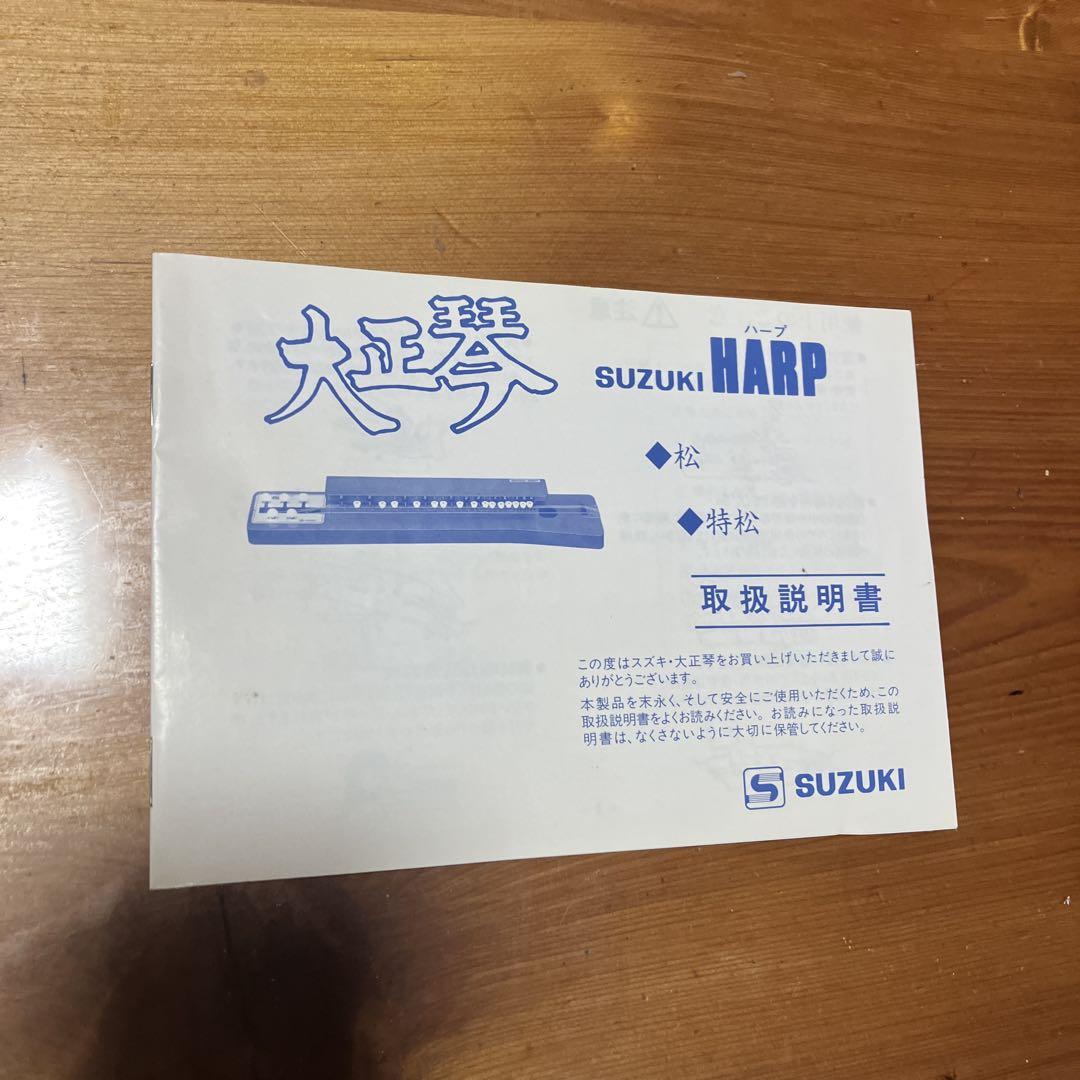 大正琴
ハープ
SUZUKI HARP
◆松
◆特松
取扱説明書
この度はスズキ・大正琴をお買い上げいただきまして誠に
ありがとうございます。
本製品を末永く、そして安全にご使用いただくため、この
取扱説明書をよくお読みください。お読みになった取扱説
明書は、なくさないように大切に保管してください。
SUZUKI